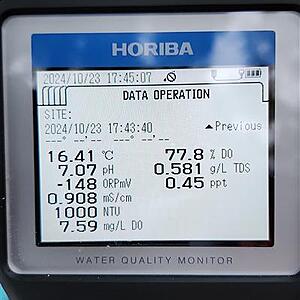 HORIBA
2024/10/23 17:45:07
DATA OPERATION
SITE:
2024/10/23 17:43:40 ▲Previous
---°--'--" ---°--'--"
16.41 °C 77.8 % DO
7.07 pH 0.581 g/L TDS
-148 ORPmV 0.45 ppt
0.908 mS/cm
1000 NTU
7.59 mg/L DO
WATER QUALITY MONITOR